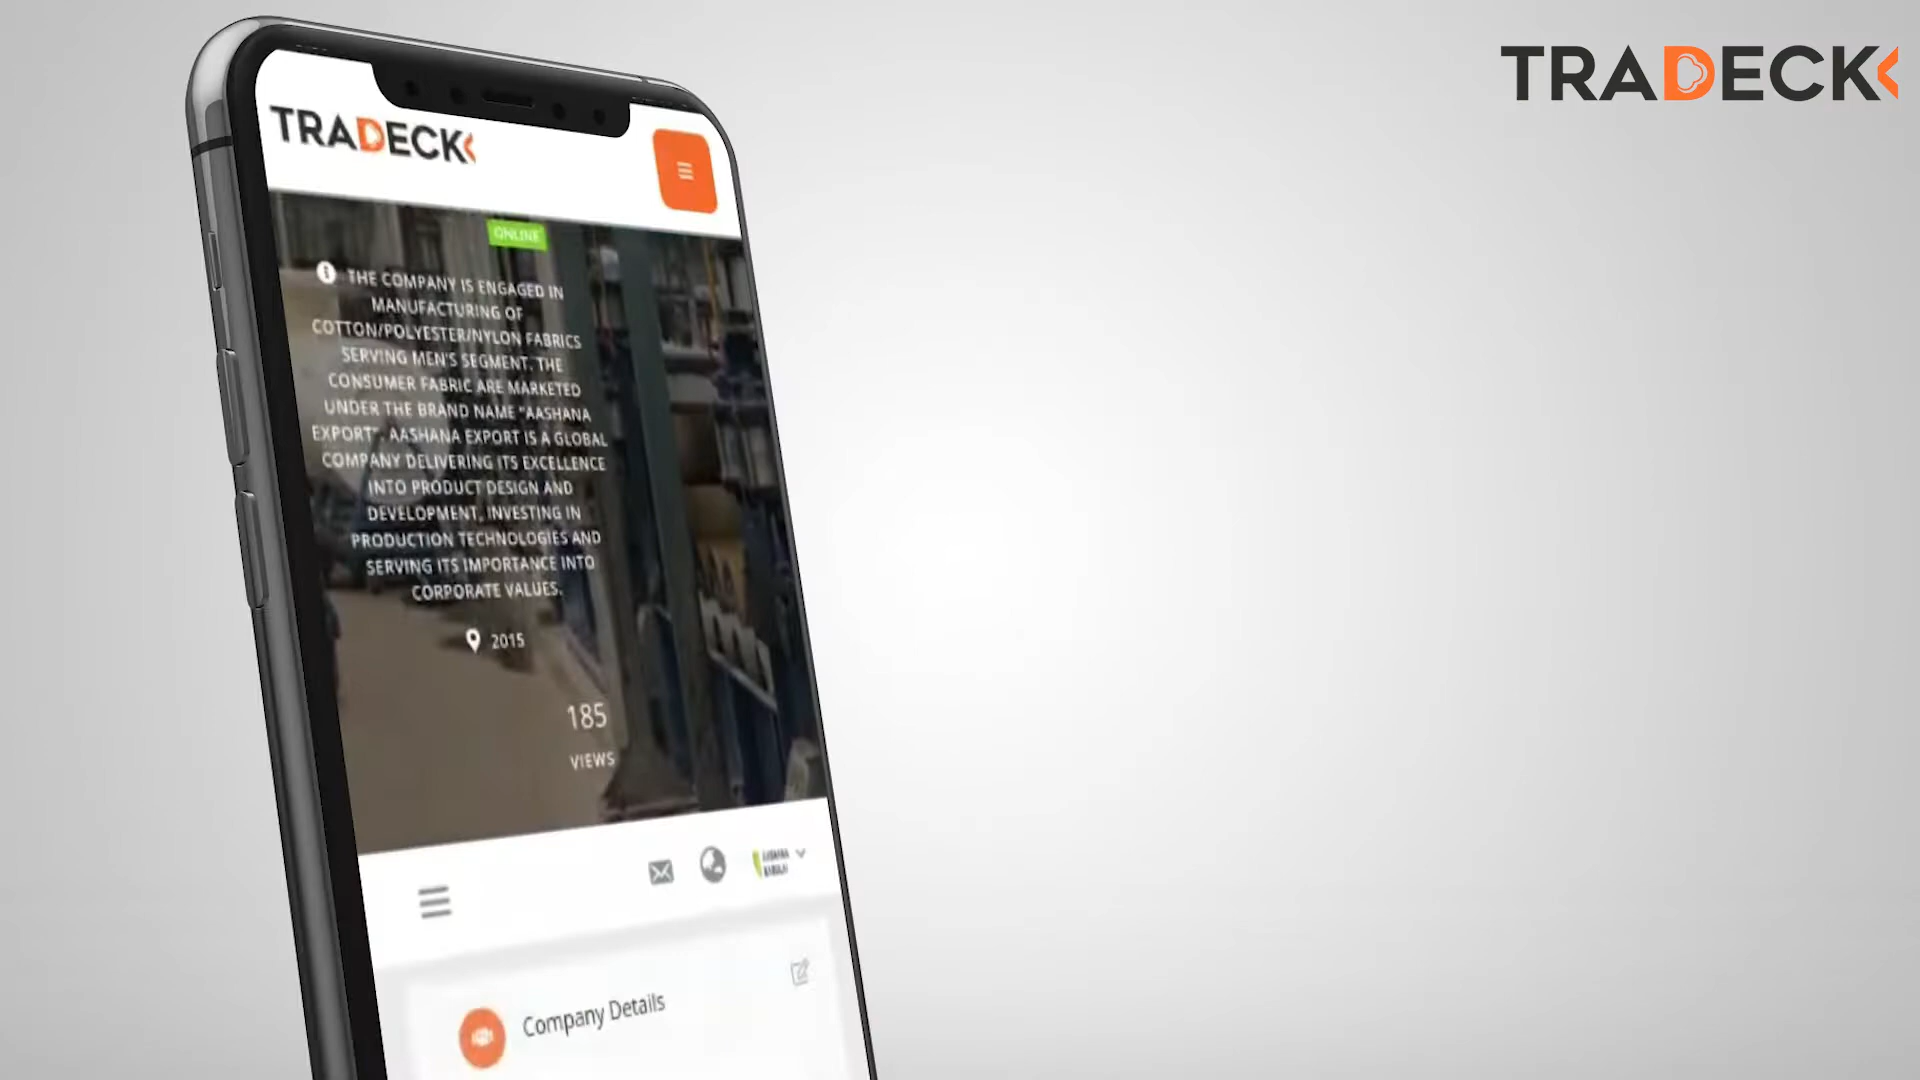 TRADECK
TRADECK
ONLINE
THE COMPANY IS ENGAGED IN
MANUFACTURING OF
COTTON/POLYESTER/NYLON FABRICS
SERVING MEN'S SEGMENT. THE
CONSUMER FABRIC ARE MARKETED
UNDER THE BRAND NAME "AASHANA
EXPORT". AASHANA EXPORT IS A GLOBAL
COMPANY DELIVERING ITS EXCELLENCE
INTO PRODUCT DESIGN AND
DEVELOPMENT, INVESTING IN
PRODUCTION TECHNOLOGIES AND
SERVING ITS IMPORTANCE INTO
CORPORATE VALUES.
2015
185
VIEWS
Company Details